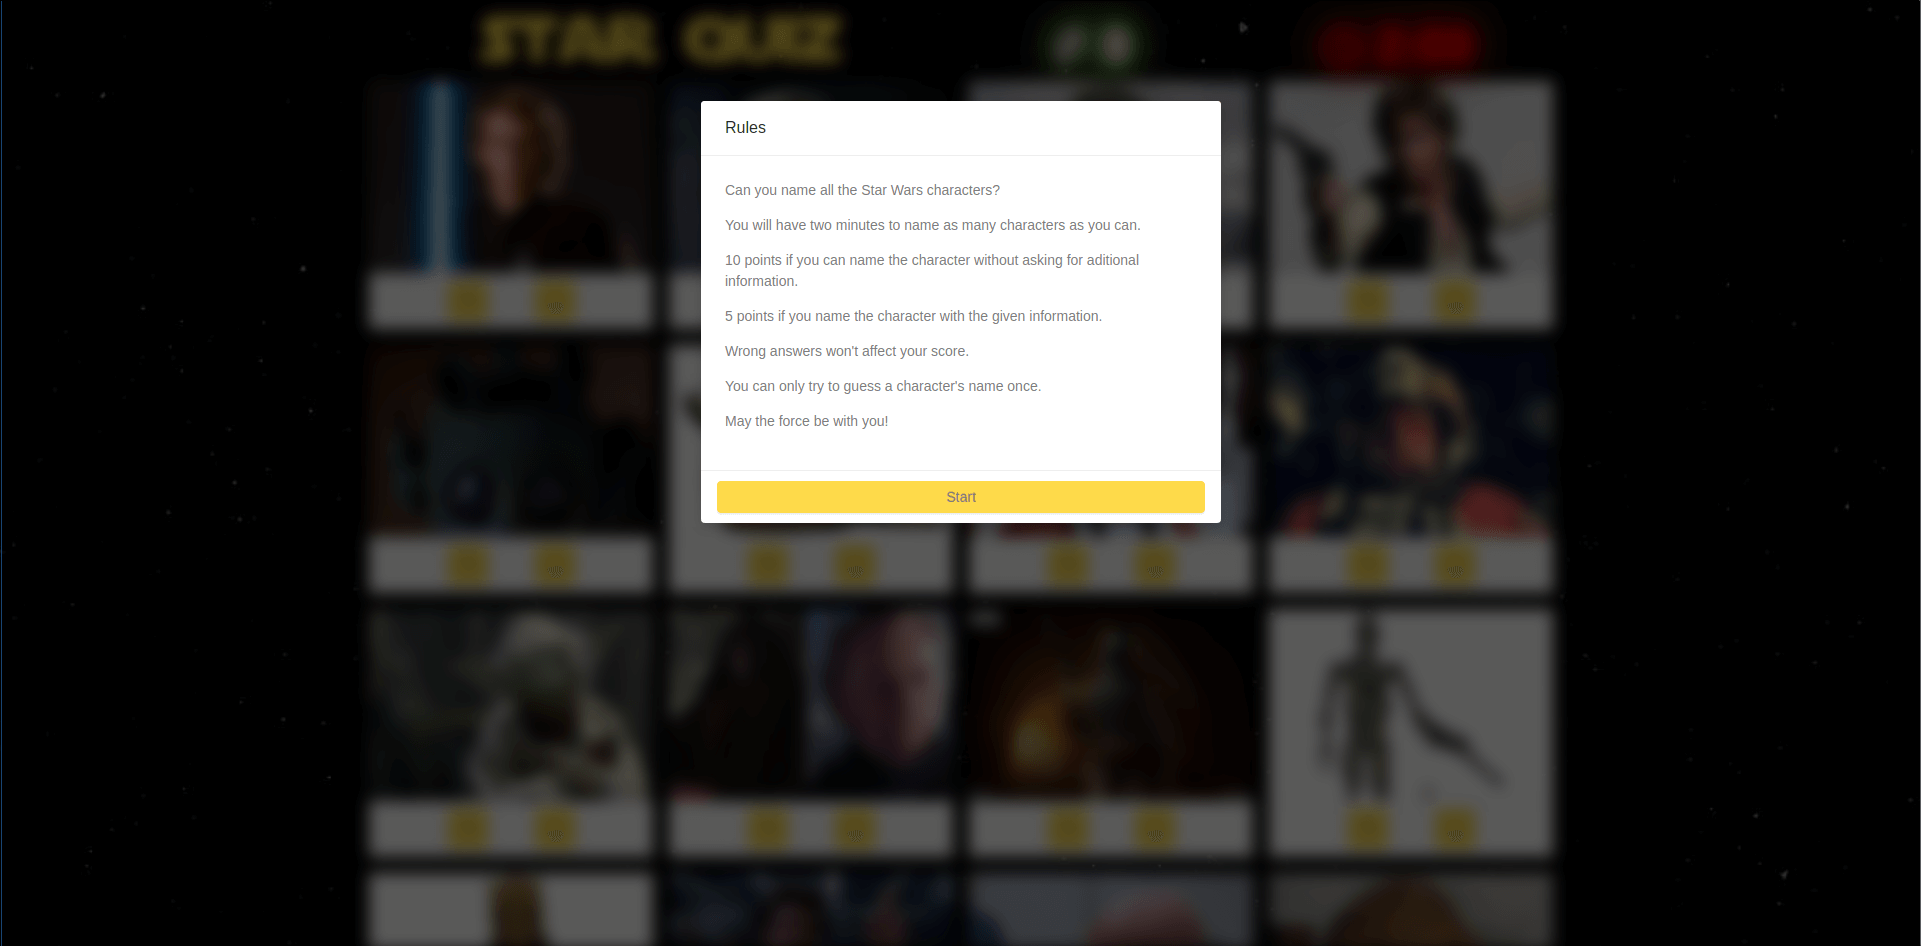 STAR QUIZ
Rules
Can you name all the Star Wars characters?
You will have two minutes to name as many characters as you can.
10 points if you can name the character without asking for aditional
information.
5 points if you name the character with the given information.
Wrong answers won't affect your score.
You can only try to guess a character's name once.
May the force be with you!
Start